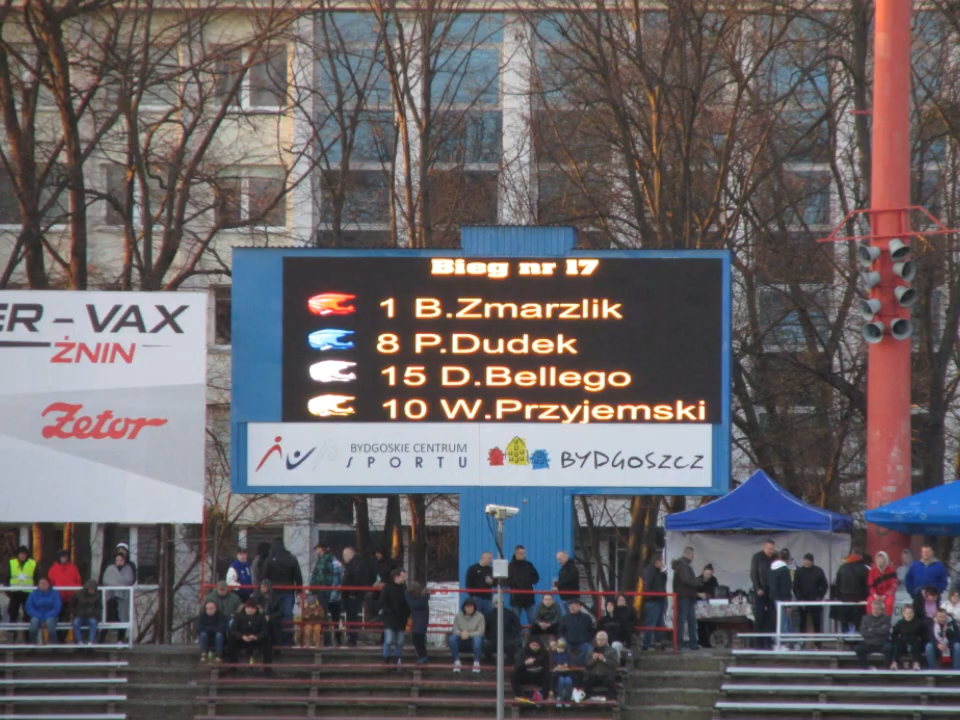 Bieg nr 17
1 B.Zmarzlik
8 P.Dudek
15 D.Bellego
10 W.Przyjemski
ER-VAX
ŻNIN
Zetor
BYDGOSKIE CENTRUM
SPORTU
BYDGOSZCZ